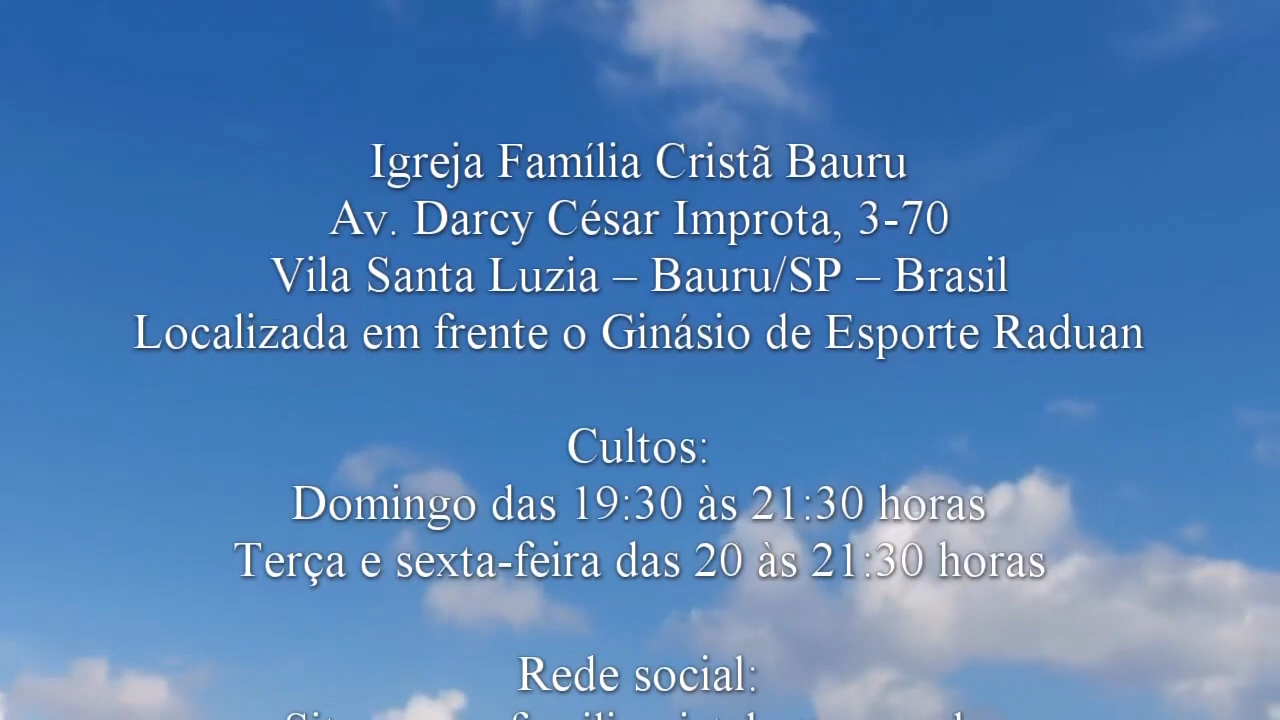 Igreja Família Cristã Bauru
Av. Darcy César Improta, 3-70
Vila Santa Luzia – Bauru/SP – Brasil
Localizada em frente o Ginásio de Esporte Raduan
Cultos:
Domingo das 19:30 às 21:30 horas
Terça e sexta-feira das 20 às 21:30 horas
Rede social: